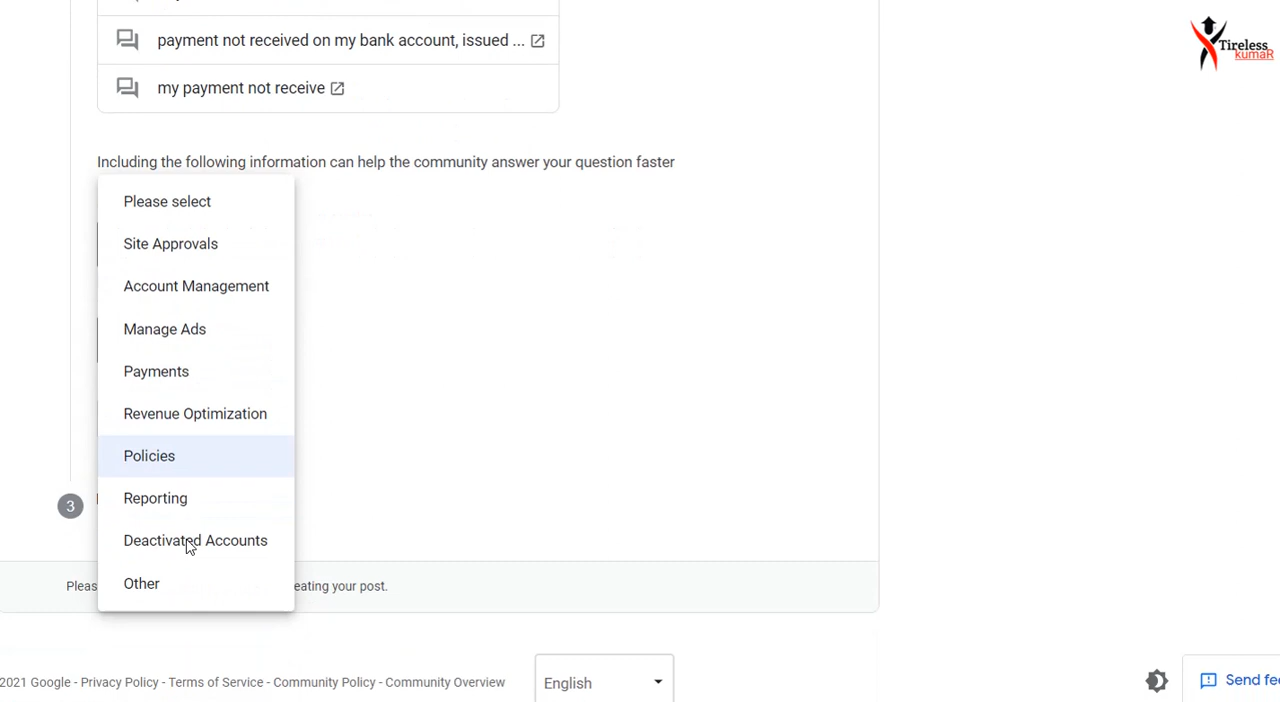 payment not received on my bank account, issued ...
my payment not receive
Tireless
kumaR
Including the following information can help the community answer your question faster
Please select
Site Approvals
Account Management
Manage Ads
Payments
Revenue Optimization
Policies
Reporting
3
Deactivated Accounts
Other
Pleas
eating your post.
2021 Google - Privacy Policy - Terms of Service - Community Policy - Community Overview
English
Send fee